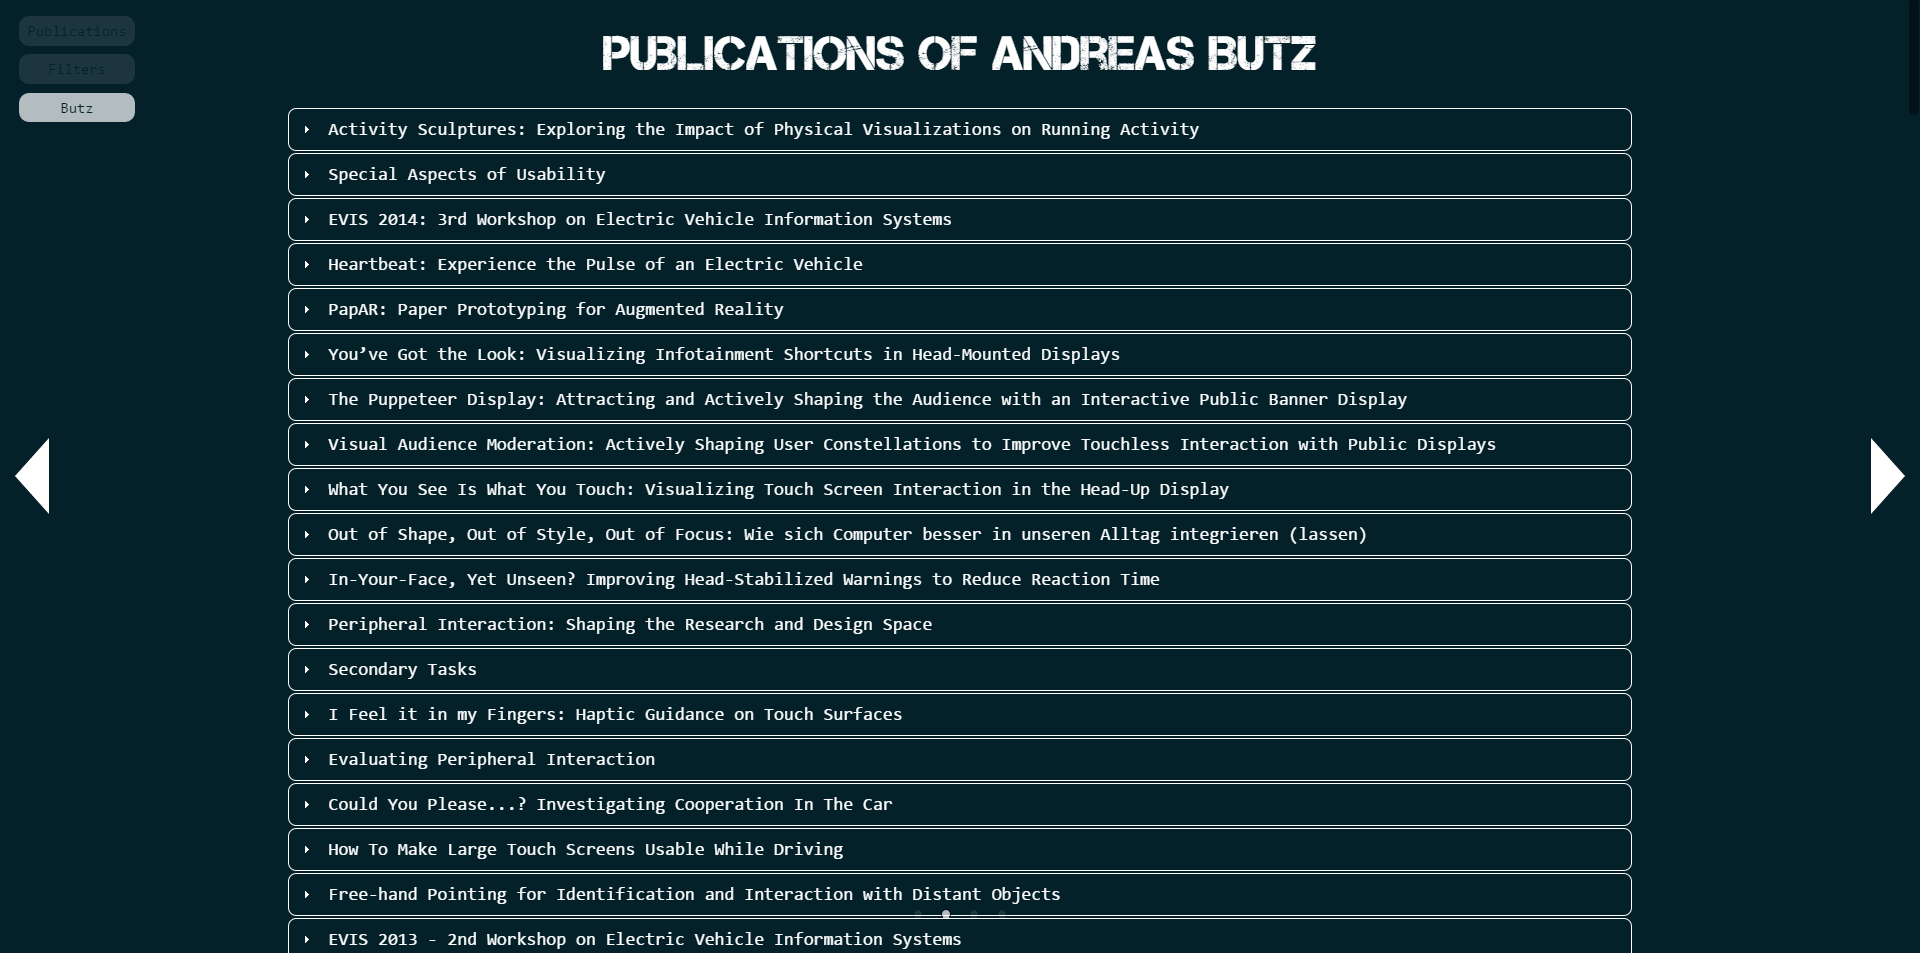 Publications
Filters
Butz
PUBLICATIONS OF ANDREAS BUTZ
Activity Sculptures: Exploring the Impact of Physical Visualizations on Running Activity
Special Aspects of Usability
EVIS 2014: 3rd Workshop on Electric Vehicle Information Systems
Heartbeat: Experience the Pulse of an Electric Vehicle
PapAR: Paper Prototyping for Augmented Reality
You’ve Got the Look: Visualizing Infotainment Shortcuts in Head-Mounted Displays
The Puppeteer Display: Attracting and Actively Shaping the Audience with an Interactive Public Banner Display
Visual Audience Moderation: Actively Shaping User Constellations to Improve Touchless Interaction with Public Displays
What You See Is What You Touch: Visualizing Touch Screen Interaction in the Head-Up Display
Out of Shape, Out of Style, Out of Focus: Wie sich Computer besser in unseren Alltag integrieren (lassen)
In-Your-Face, Yet Unseen? Improving Head-Stabilized Warnings to Reduce Reaction Time
Peripheral Interaction: Shaping the Research and Design Space
Secondary Tasks
I Feel it in my Fingers: Haptic Guidance on Touch Surfaces
Evaluating Peripheral Interaction
Could You Please...? Investigating Cooperation In The Car
How To Make Large Touch Screens Usable While Driving
Free-hand Pointing for Identification and Interaction with Distant Objects
EVIS 2013 - 2nd Workshop on Electric Vehicle Information Systems